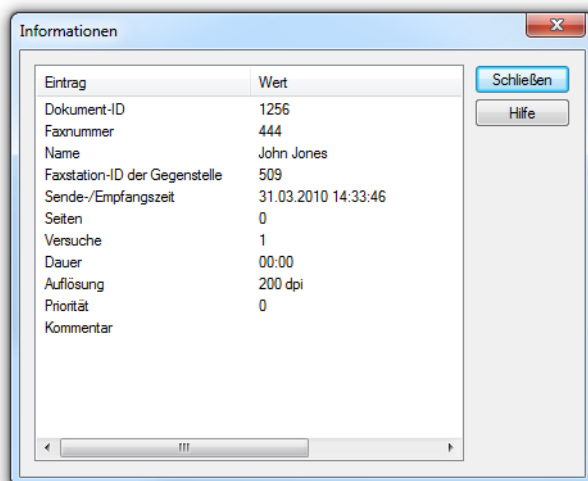 Informationen
Eintrag Wert
Dokument-ID 1256
Faxnummer 444
Name John Jones
Faxstation-ID der Gegenstelle 509
Sende-/Empfangszeit 31.03.2010 14:33:46
Seiten 0
Versuche 1
Dauer 00:00
Auflösung 200 dpi
Priorität 0
Kommentar
Schließen
Hilfe